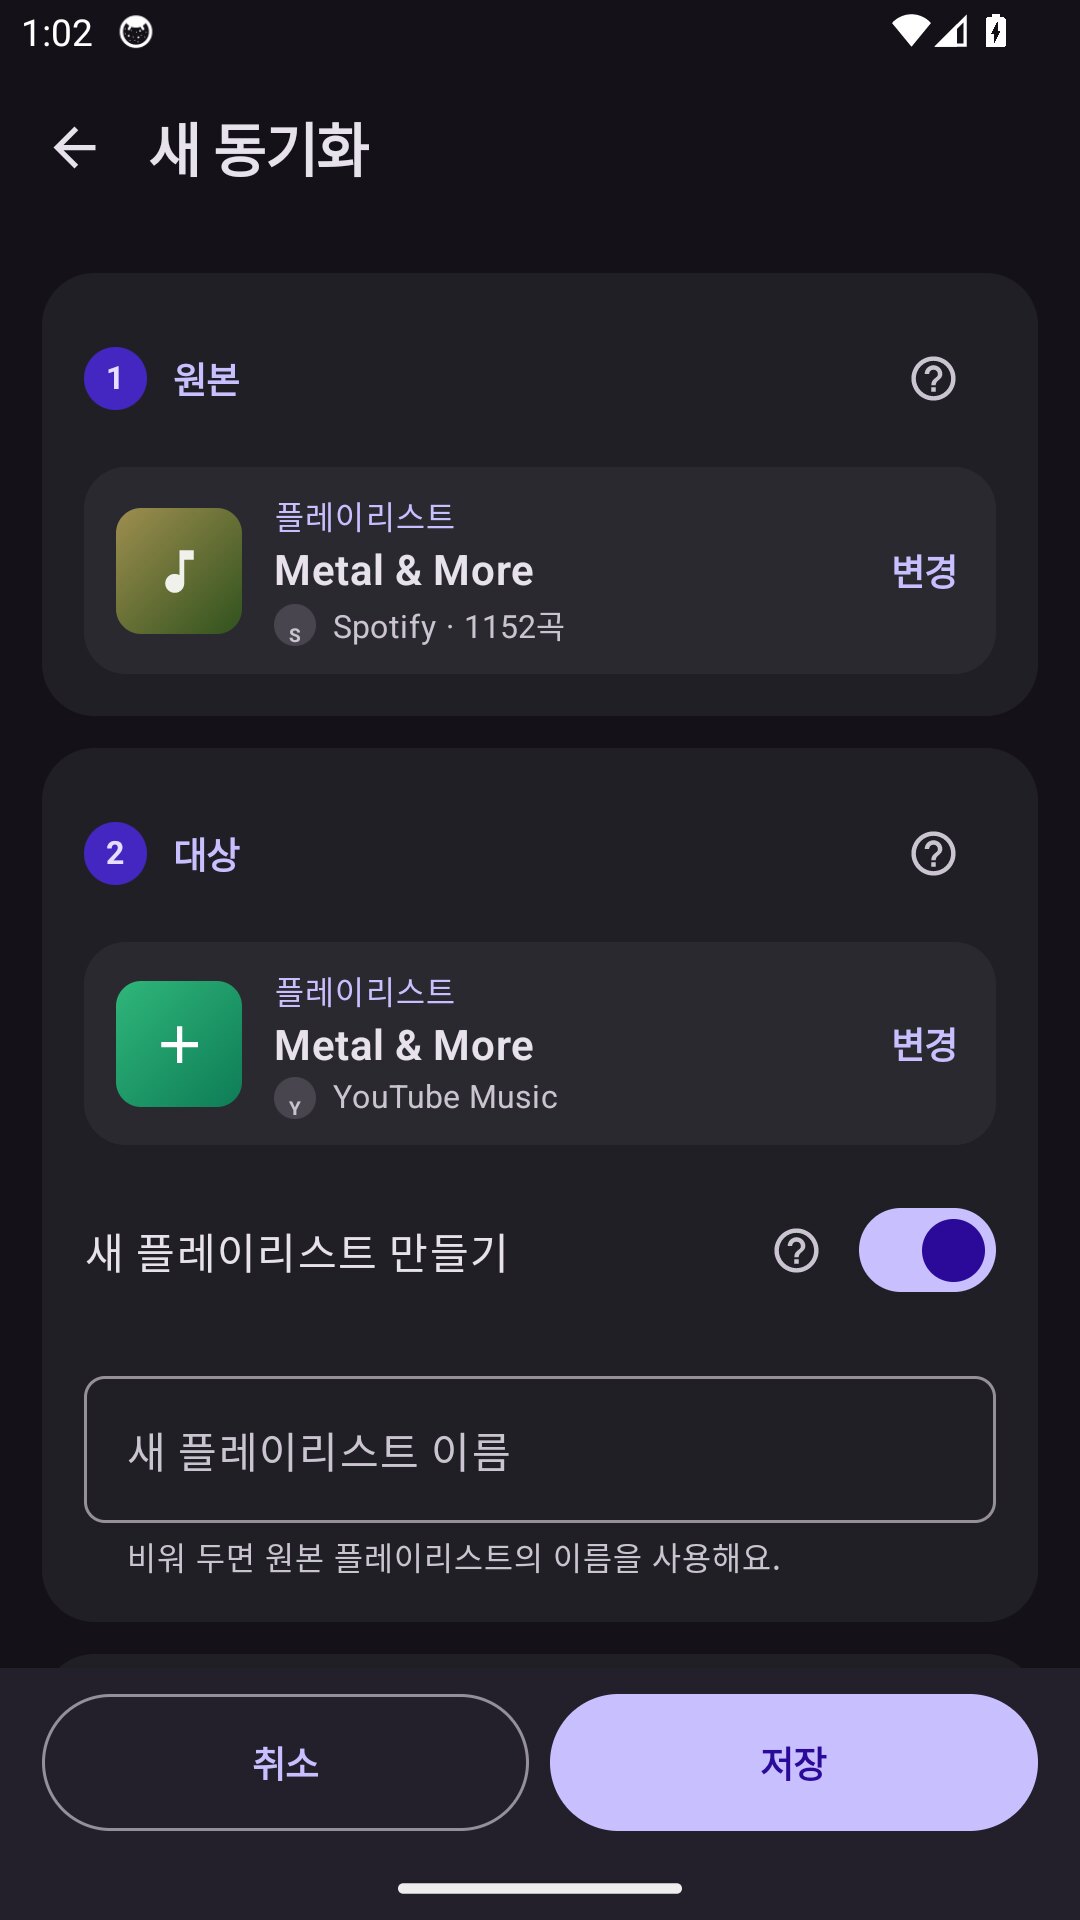 1:02
새 동기화
1 원본
플레이리스트
Metal & More
변경
S Spotify · 1152곡
2 대상
플레이리스트
Metal & More
변경
Y YouTube Music
새 플레이리스트 만들기
새 플레이리스트 이름
비워 두면 원본 플레이리스트의 이름을 사용해요.
취소
저장